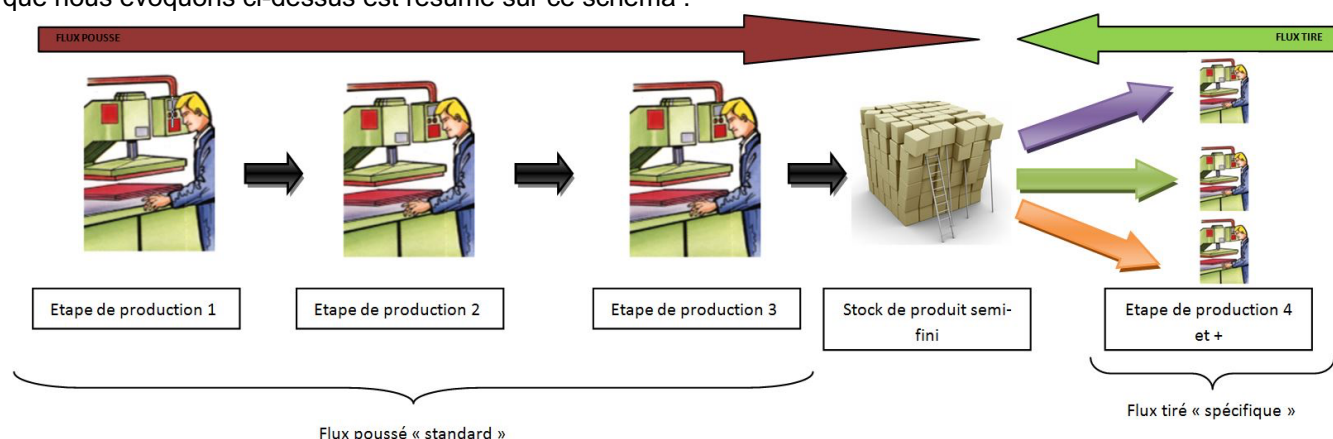 que nous évoquons ci-dessus est résumé sur ce schéma :
FLUX POUSSE
FLUX TIRE
Etape de production 1
Etape de production 2
Etape de production 3
Stock de produit semi-
fini
Etape de production 4
et +
Flux poussé « standard »
Flux tiré « spécifique »